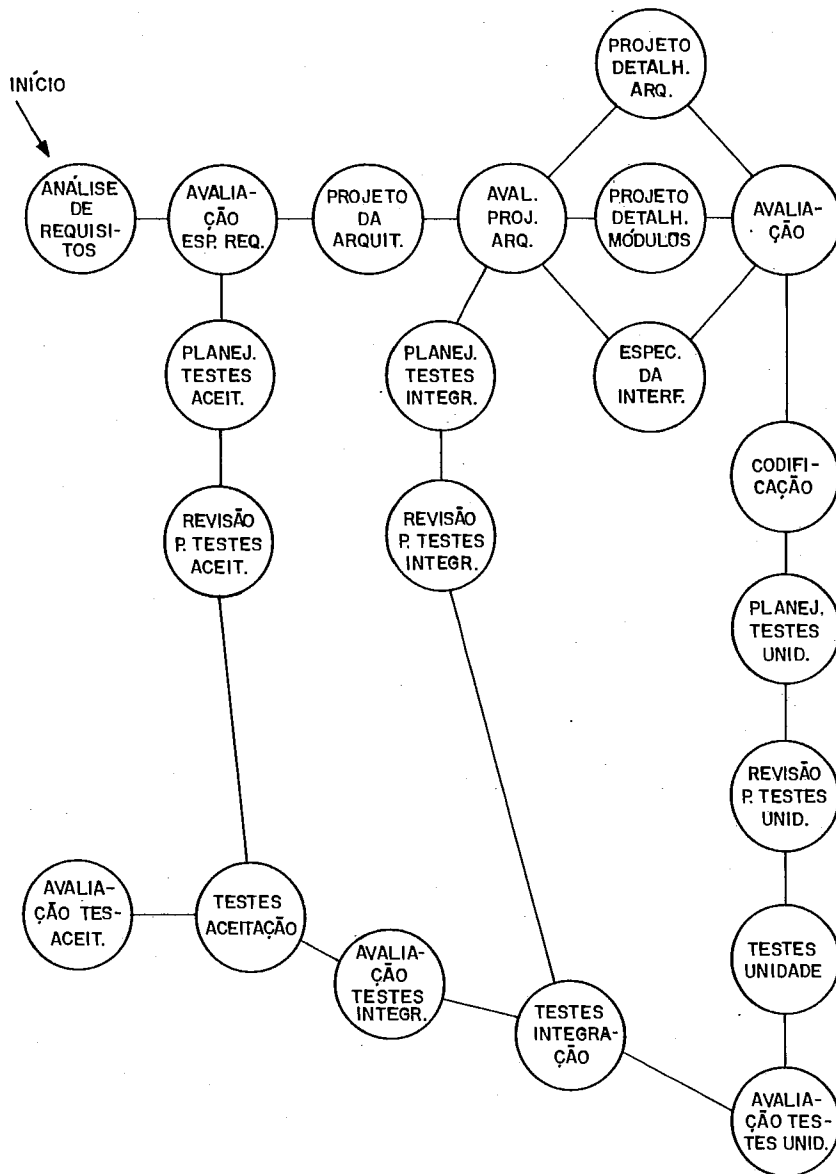 INÍCIO
PROJETO
DETALH.
ARQ.
ANÁLISE
DE
REQUISI-
TOS
AVALIA-
ÇÃO
ESP. REQ.
PROJETO
DA
ARQUIT.
AVAL.
PROJ.
ARQ.
PROJETO
DETALH.
MÓDULOS
AVALIA-
ÇÃO
PLANEJ.
TESTES
ACEIT.
PLANEJ.
TESTES
INTEGR.
ESPEC.
DA
INTERF.
CODIFI-
CAÇÃO
REVISÃO
P. TESTES
ACEIT.
REVISÃO
P. TESTES
INTEGR.
PLANEJ.
TESTES
UNID.
REVISÃO
P. TESTES
UNID.
AVALIA-
ÇÃO TES-
ACEIT.
TESTES
ACEITAÇÃO
AVALIA-
ÇÃO
TESTES
INTEGR.
TESTES
INTEGRA-
ÇÃO
TESTES
UNIDADE
AVALIA-
ÇÃO TES-
TES UNID.